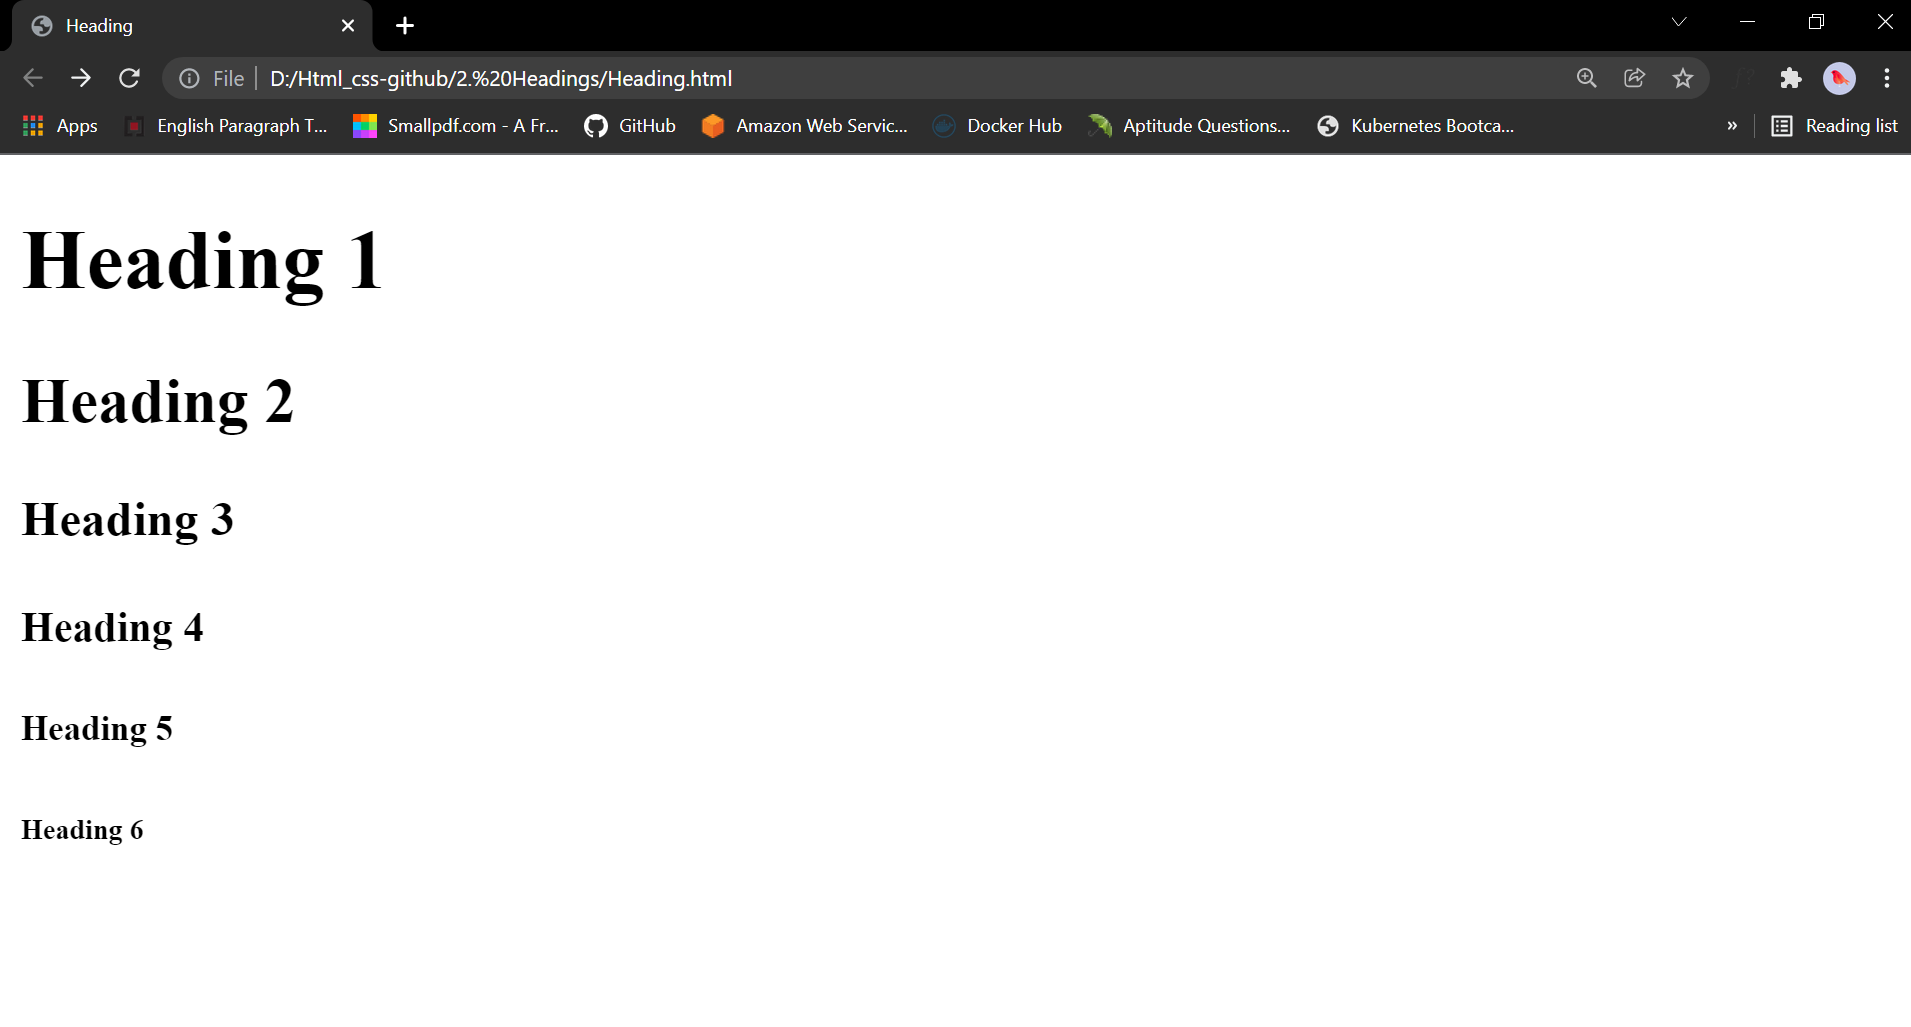 Heading
File D:/Html_css-github/2.%20Headings/Heading.html
Apps English Paragraph T... Smallpdf.com - A Fr... GitHub Amazon Web Servic... Docker Hub Aptitude Questions... Kubernetes Bootca... » Reading list
Heading 1
Heading 2
Heading 3
Heading 4
Heading 5
Heading 6